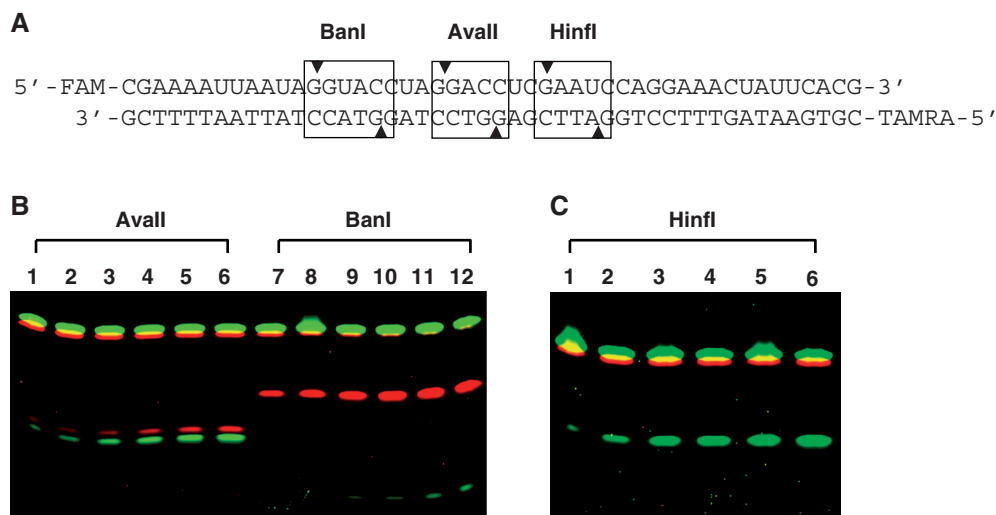 A
BanI AvaII HinfI
5'-FAM-CGAAAAUUAAUAGGUACCUAGGACCUCGAAUCCAGGAAACUAUUCACG-3'
3'-GCTTTTAATTATCCATGGATCCTGGAGCTTAGGTCCTTTGATAAGTGC-TAMRA-5'
B
AvaII BanI
1 2 3 4 5 6 7 8 9 10 11 12
C
HinfI
1 2 3 4 5 6